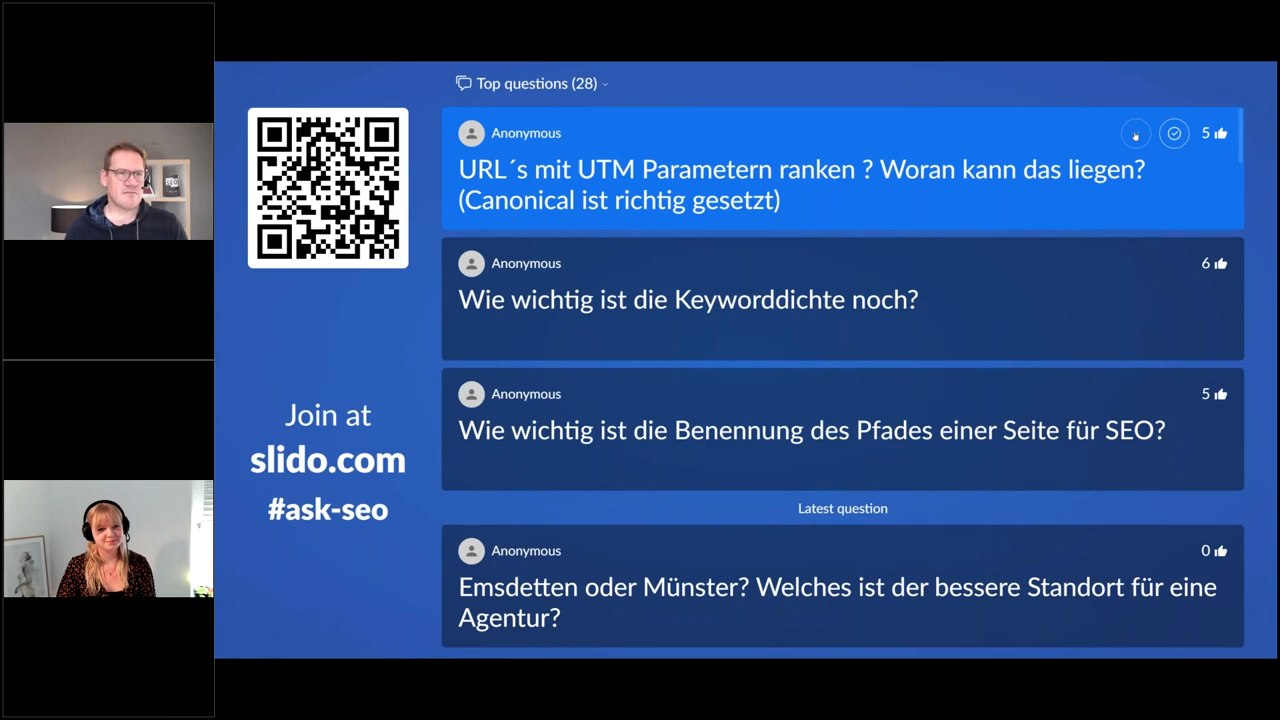 Top questions (28)
Anonymous
5
URL´s mit UTM Parametern ranken ? Woran kann das liegen?
(Canonical ist richtig gesetzt)
Anonymous
6
Wie wichtig ist die Keyworddichte noch?
Anonymous
5
Wie wichtig ist die Benennung des Pfades einer Seite für SEO?
Join at
slido.com
#ask-seo
Latest question
Anonymous
0
Emsdetten oder Münster? Welches ist der bessere Standort für eine
Agentur?